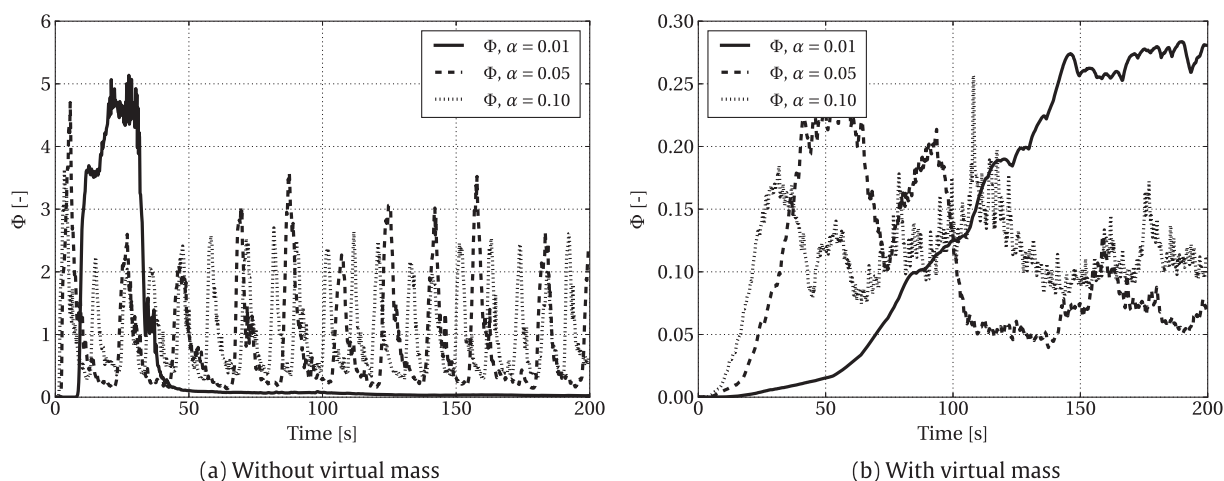 6
5
4
3
2
1
0
Φ [-]
0 50 100 150 200
Time [s]
Φ, α = 0.01
Φ, α = 0.05
Φ, α = 0.10
(a) Without virtual mass
0.30
0.25
0.20
0.15
0.10
0.05
0.00
Φ [-]
0 50 100 150 200
Time [s]
Φ, α = 0.01
Φ, α = 0.05
Φ, α = 0.10
(b) With virtual mass